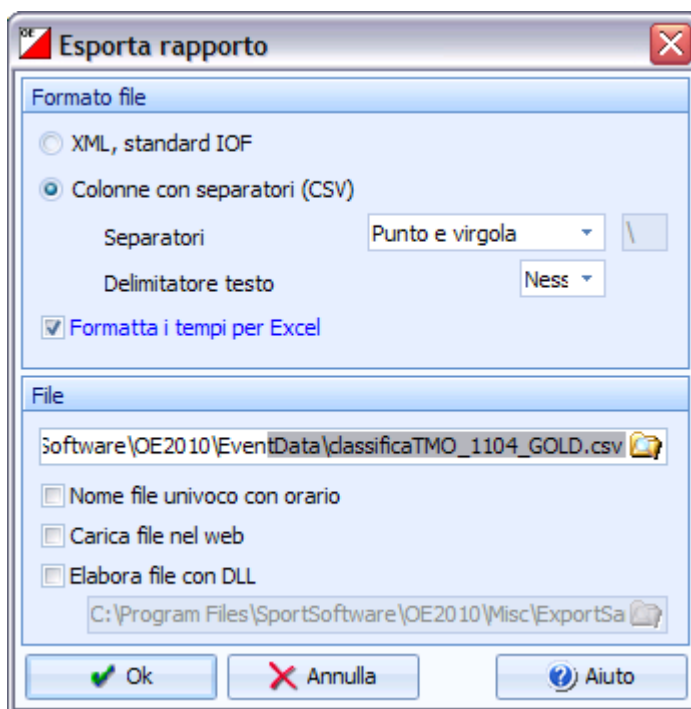 OE
Esporta rapporto
Formato file
XML, standard IOF
Colonne con separatori (CSV)
Separatori Punto e virgola \
Delimitatore testo Ness
Formatta i tempi per Excel
File
Software\OE2010\EventData\classificaTMO_1104_GOLD.csv
Nome file univoco con orario
Carica file nel web
Elabora file con DLL
C:\Program Files\SportSoftware\OE2010\Misc\ExportSa
Ok Annulla Aiuto